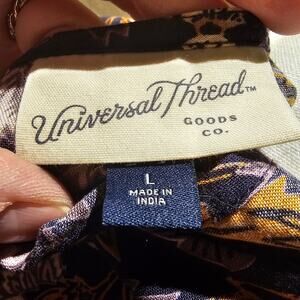 Universal Thread™
GOODS
CO.
L
MADE IN
INDIA